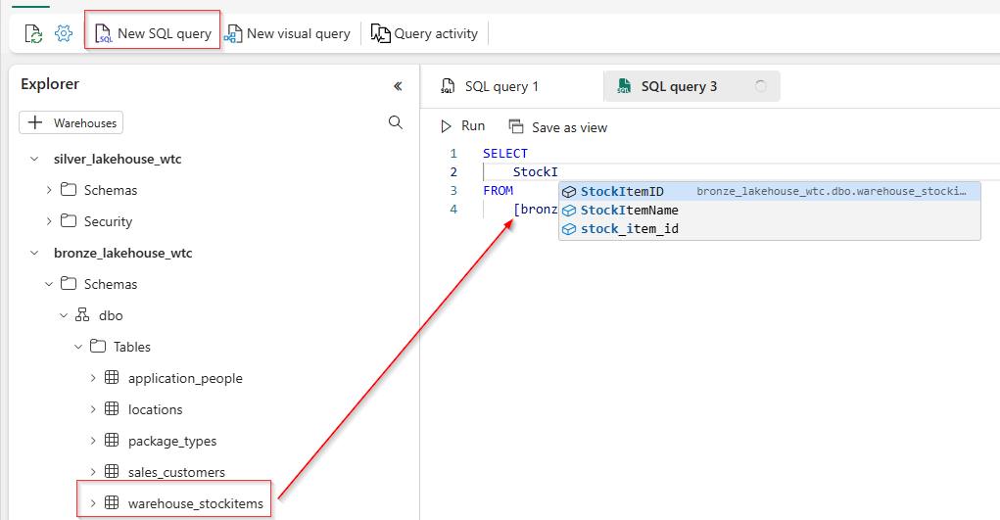 New SQL query New visual query Query activity
Explorer
Warehouses
silver_lakehouse_wtc
Schemas
Security
bronze_lakehouse_wtc
Schemas
dbo
Tables
application_people
locations
package_types
sales_customers
warehouse_stockitems
SQL query 1 SQL query 3
Run Save as view
1 SELECT
2 StockI
3 FROM
4 [bronz
StockItemID bronze_lakehouse_wtc.dbo.warehouse_stocki...
StockItemName
stock_item_id